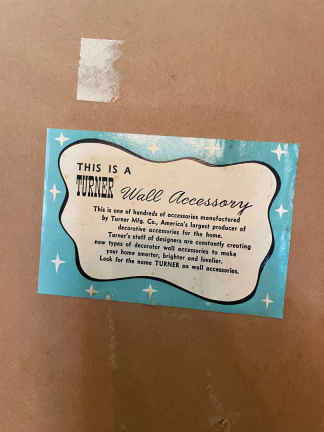 THIS IS A
TURNER Wall Accessory
This is one of hundreds of accessories manufactured
by Turner Mfg. Co., America's largest producer of
decorative accessories for the home.
Turner's staff of designers are constantly creating
new types of decorator wall accessories to make
your home smarter, brighter and lovelier.
Look for the name TURNER on wall accessories.